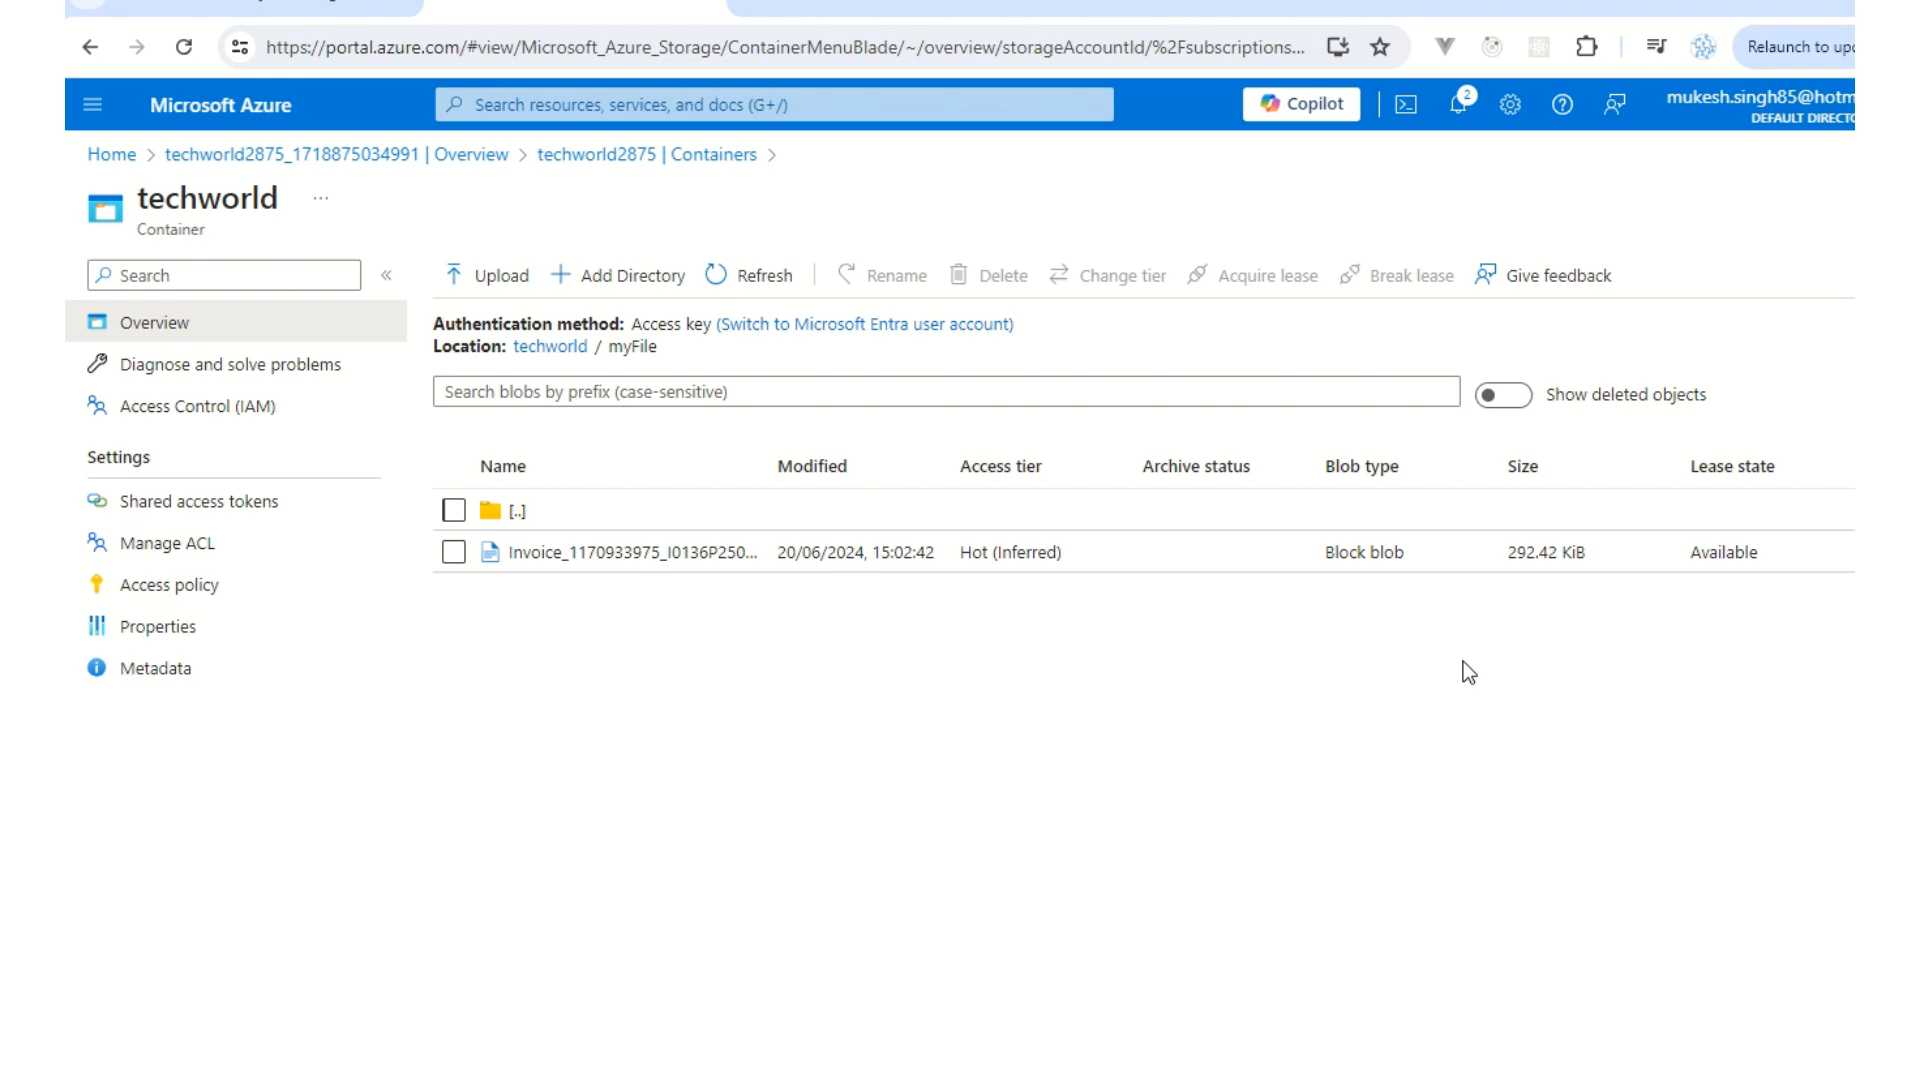 https://portal.azure.com/#view/Microsoft_Azure_Storage/ContainerMenuBlade/~/overview/storageAccountId/%2Fsubscriptions...
Relaunch to upd
Microsoft Azure
Search resources, services, and docs (G+/)
Copilot
2
mukesh.singh85@hotm
DEFAULT DIRECTO
Home > techworld2875_1718875034991 | Overview > techworld2875 | Containers >
techworld ...
Container
Search
«
Upload
Add Directory
Refresh
Rename
Delete
Change tier
Acquire lease
Break lease
Give feedback
Overview
Diagnose and solve problems
Access Control (IAM)
Settings
Shared access tokens
Manage ACL
Access policy
Properties
Metadata
Authentication method: Access key (Switch to Microsoft Entra user account)
Location: techworld / myFile
Search blobs by prefix (case-sensitive)
Show deleted objects
Name Modified Access tier Archive status Blob type Size Lease state
[..]
Invoice_1170933975_I0136P250... 20/06/2024, 15:02:42 Hot (Inferred) Block blob 292.42 KiB Available